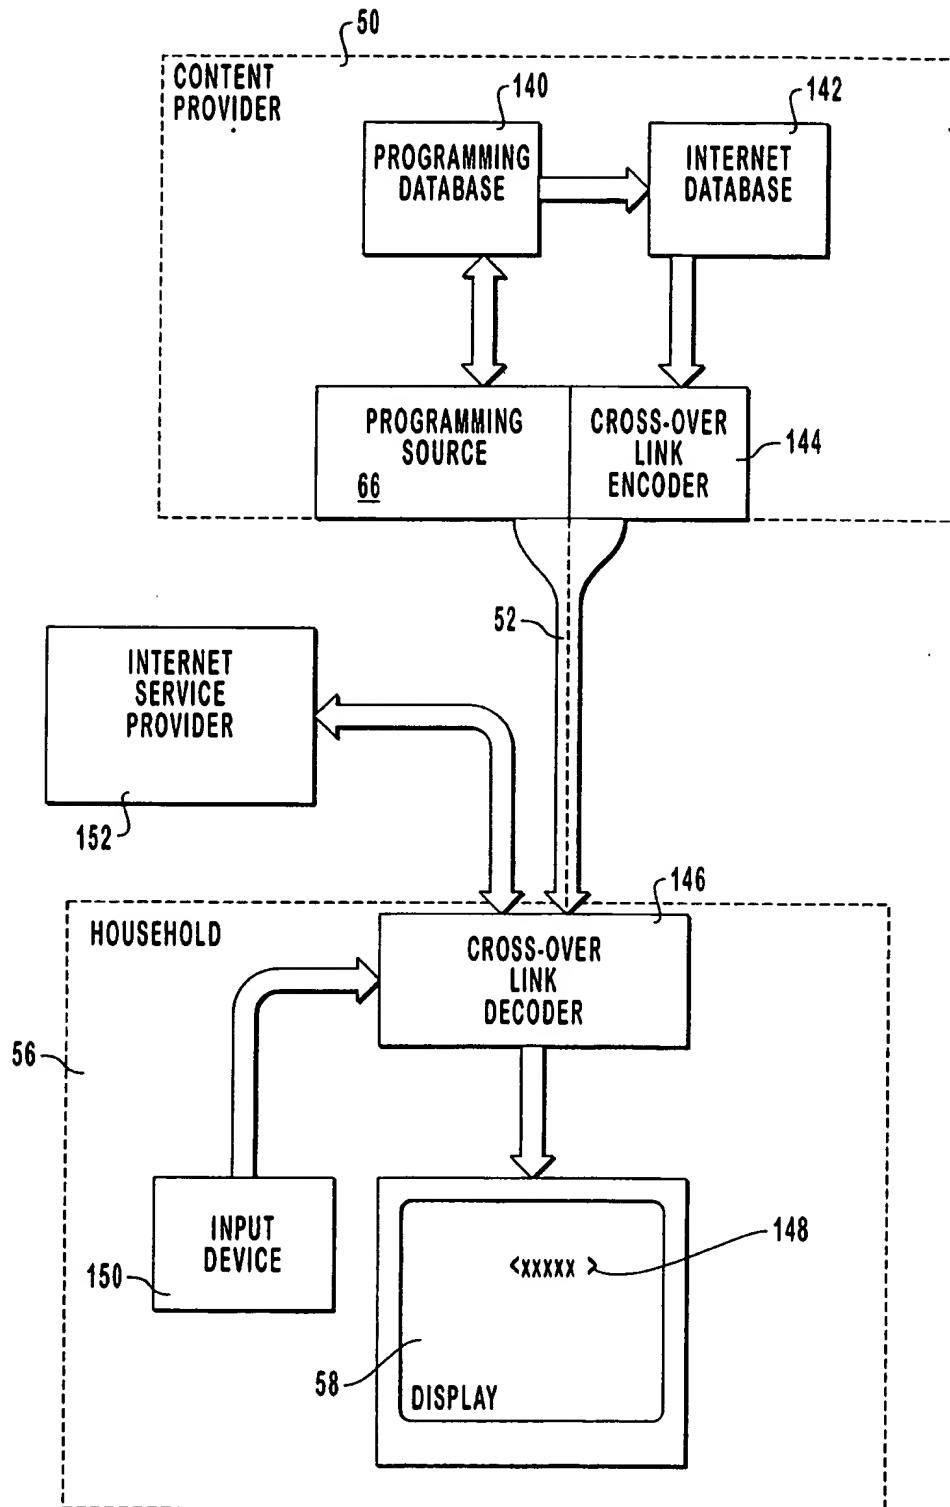 50
CONTENT
PROVIDER
140
142
PROGRAMMING
DATABASE
INTERNET
DATABASE
PROGRAMMING
SOURCE
66
CROSS-OVER
LINK
ENCODER
144
52
INTERNET
SERVICE
PROVIDER
152
146
HOUSEHOLD
CROSS-OVER
LINK
DECODER
56
INPUT
DEVICE
150
<xxxxx >
148
58
DISPLAY